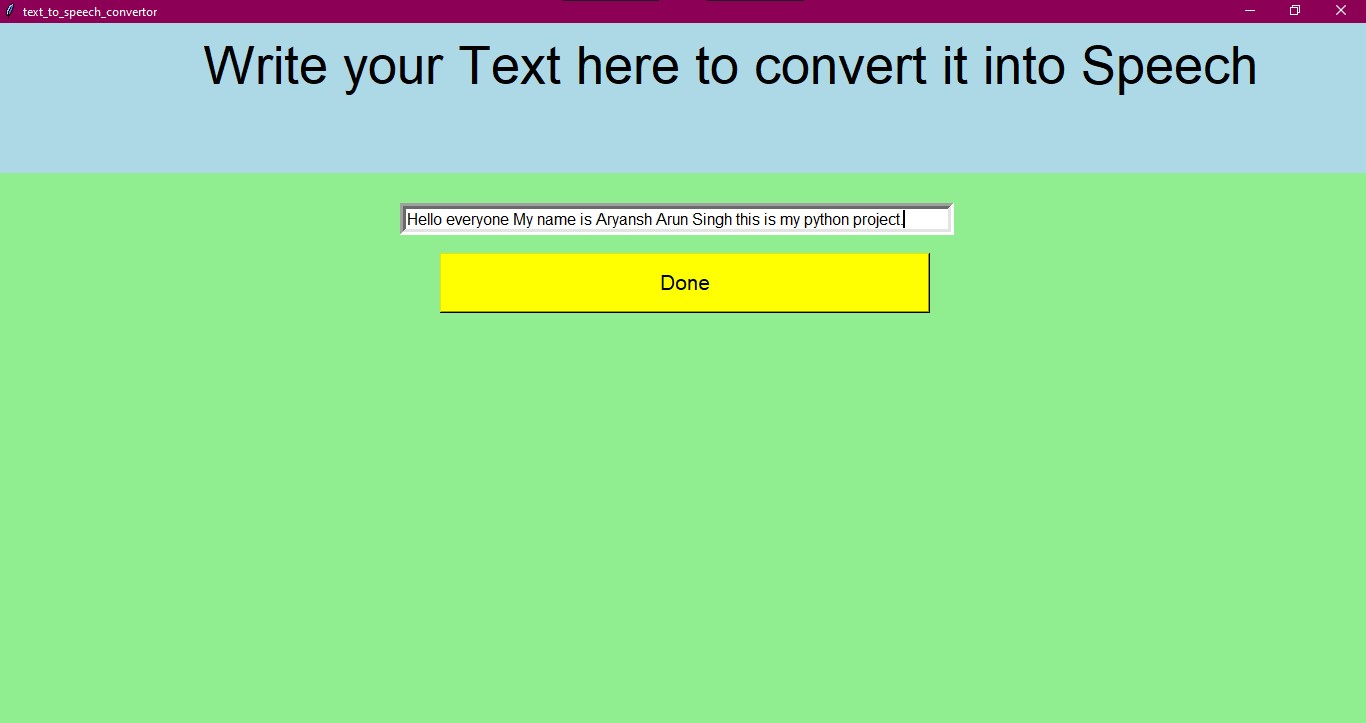 text_to_speech_convertor
Write your Text here to convert it into Speech
Hello everyone My name is Aryansh Arun Singh this is my python project.
Done